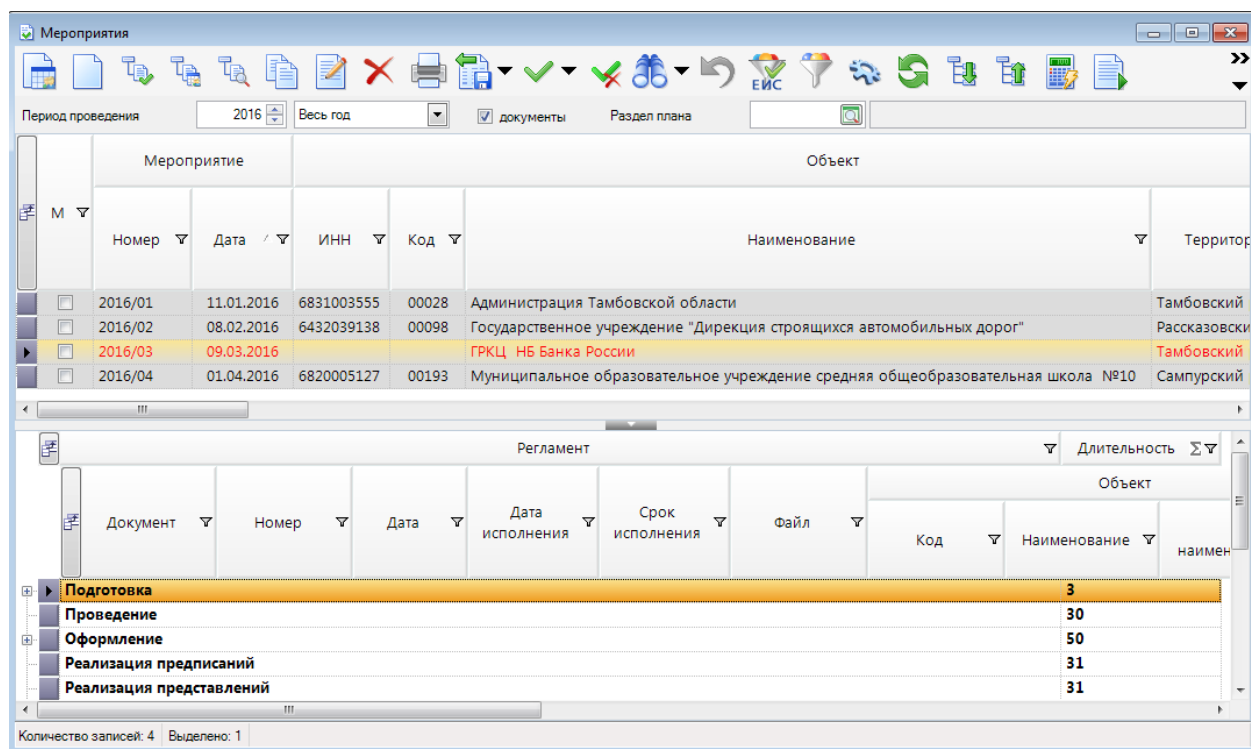 Мероприятия
ЕИС
Период проведения 2016 Весь год документы Раздел плана
Мероприятие Объект
М Номер Дата ИНН Код Наименование Территор
2016/01 11.01.2016 6831003555 00028 Администрация Тамбовской области Тамбовский
2016/02 08.02.2016 6432039138 00098 Государственное учреждение "Дирекция строящихся автомобильных дорог" Рассказовски
2016/03 09.03.2016 ГРКЦ НБ Банка России Тамбовский
2016/04 01.04.2016 6820005127 00193 Муниципальное образовательное учреждение средняя общеобразовательная школа №10 Сампурский
Регламент Длительность Σ
Объект
Документ Номер Дата Дата исполнения Срок исполнения Файл Код Наименование наимен
Подготовка 3
Проведение 30
Оформление 50
Реализация предписаний 31
Реализация представлений 31
Количество записей: 4 Выделено: 1